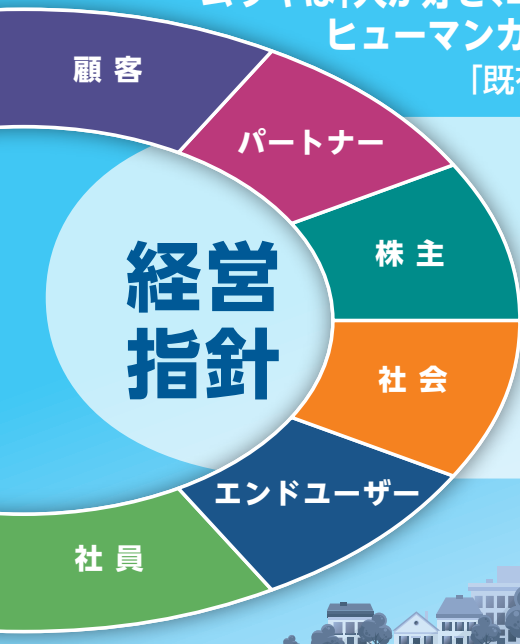 ヒューマンカ
「既存
顧客
パートナー
株主
社会
エンドユーザー
社員
経営
指針